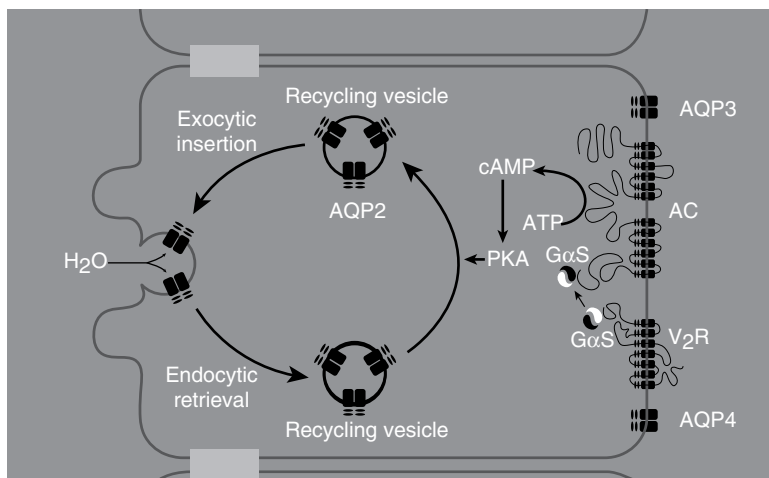 Recycling vesicle
Exocytic
insertion
AQP2
H2O
Endocytic
retrieval
Recycling vesicle
cAMP
ATP
PKA
GαS
GαS
AQP3
AC
V2R
AQP4